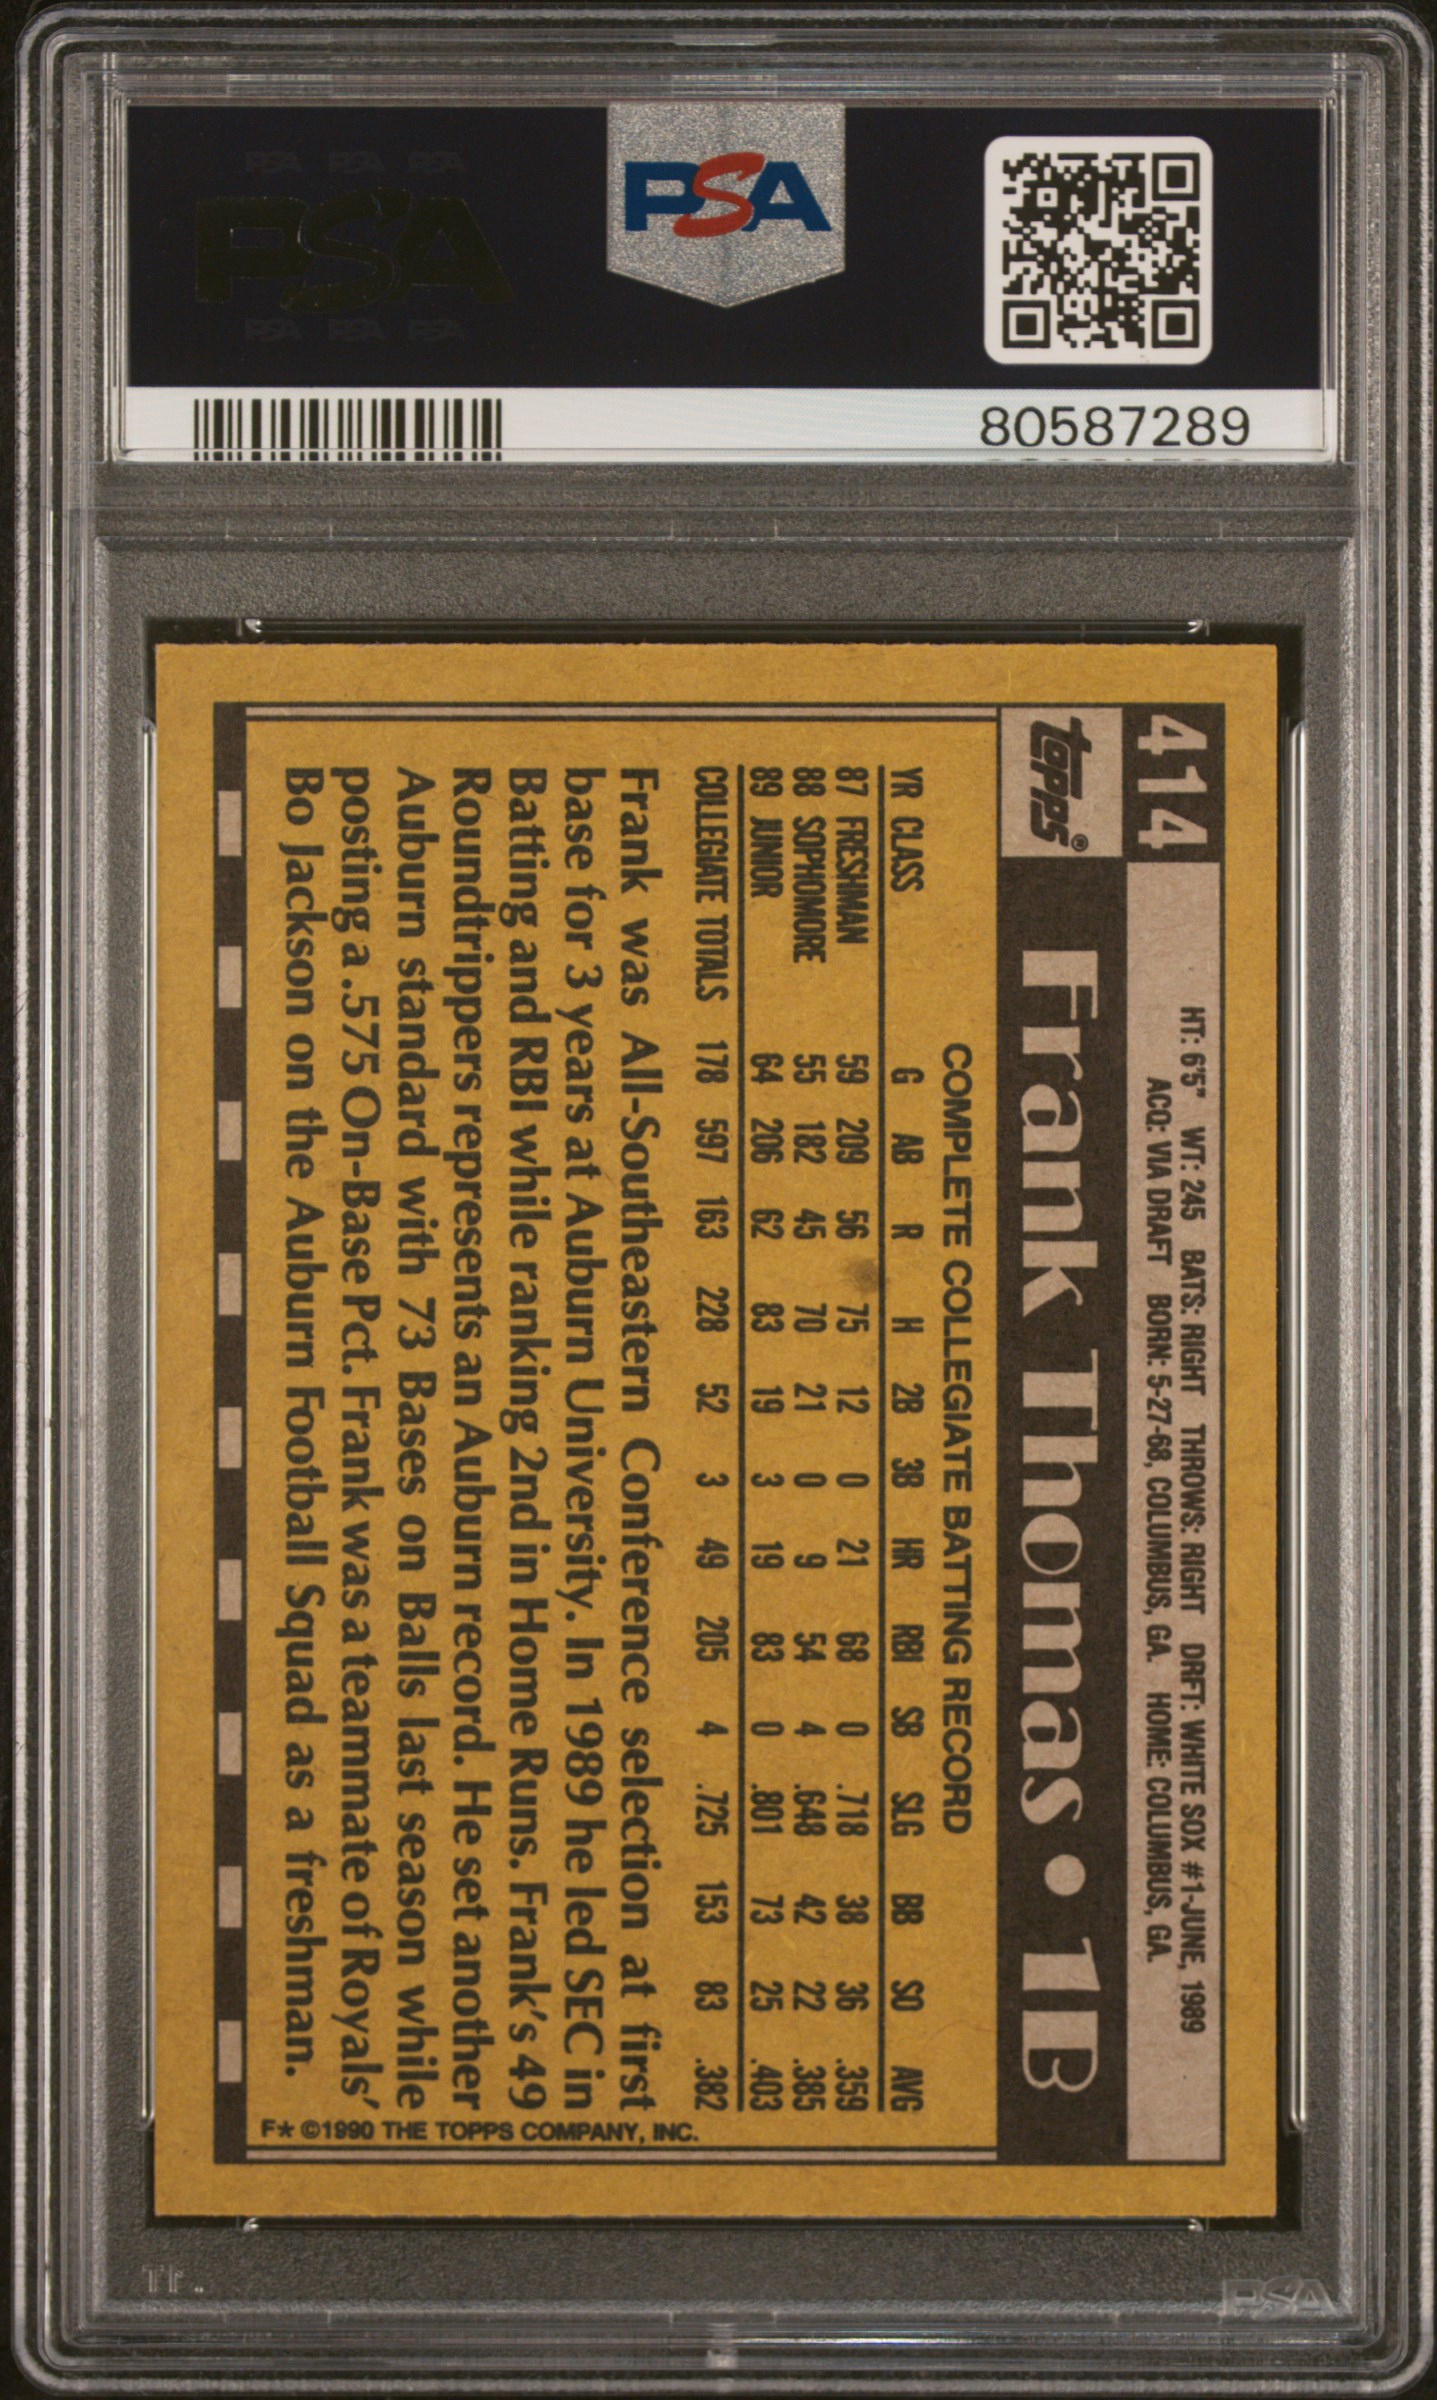 PSA PSA PSA
PSA
PSA PSA PSA
PSA
80587289
414
HT: 6'5" WT: 245 BATS: RIGHT THROWS: RIGHT DRFT: WHITE SOX #1-JUNE, 1989
ACQ: VIA DRAFT BORN: 5-27-68, COLUMBUS, GA. HOME: COLUMBUS, GA.
topps®
Frank Thomas • 1B
COMPLETE COLLEGIATE BATTING RECORD
YR CLASS G AB R H 2B 3B HR RBI SB SLG BB SO AVG
87 FRESHMAN 59 209 56 75 12 0 21 68 0 .718 38 36 .359
88 SOPHOMORE 55 182 45 70 21 0 9 54 4 .648 42 22 .385
89 JUNIOR 64 206 62 83 19 3 19 83 0 .801 73 25 .403
COLLEGIATE TOTALS 178 597 163 228 52 3 49 205 4 .725 153 83 .382
Frank was All-Southeastern Conference selection at first
base for 3 years at Auburn University. In 1989 he led SEC in
Batting and RBI while ranking 2nd in Home Runs. Frank's 49
Roundtrippers represents an Auburn record. He set another
Auburn standard with 73 Bases on Balls last season while
posting a .575 On-Base Pct. Frank was a teammate of Royals'
Bo Jackson on the Auburn Football Squad as a freshman.
F* ©1990 THE TOPPS COMPANY, INC.
PSA